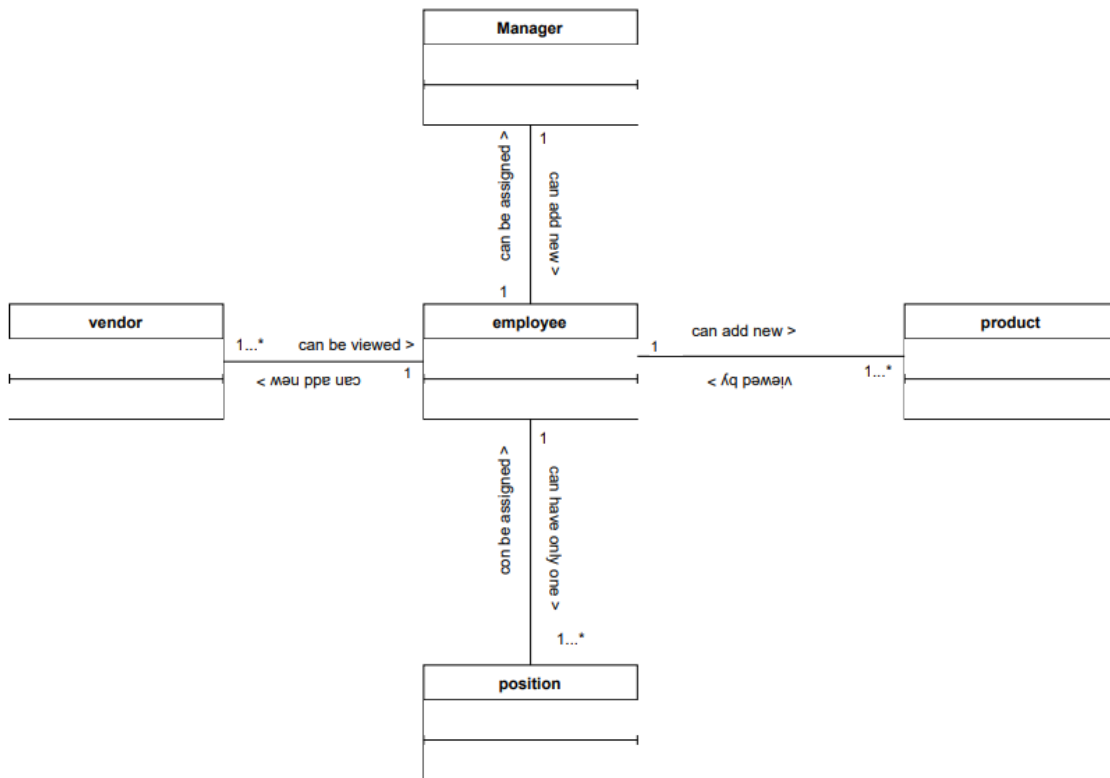 Manager
1
can be assigned >
can add new >
1
vendor
employee
product
1...*
can be viewed >
1
can add new >
1
can add new >
1...*
viewed by >
1
con be assigned >
can have only one >
1...*
position